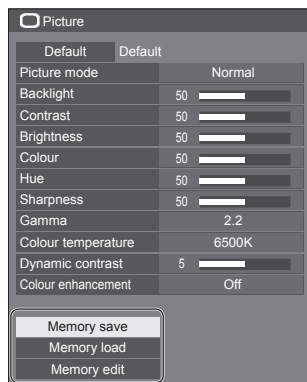 Picture
Default Default
Picture mode Normal
Backlight 50
Contrast 50
Brightness 50
Colour 50
Hue 50
Sharpness 50
Gamma 2.2
Colour temperature 6500K
Dynamic contrast 5
Colour enhancement Off
Memory save
Memory load
Memory edit